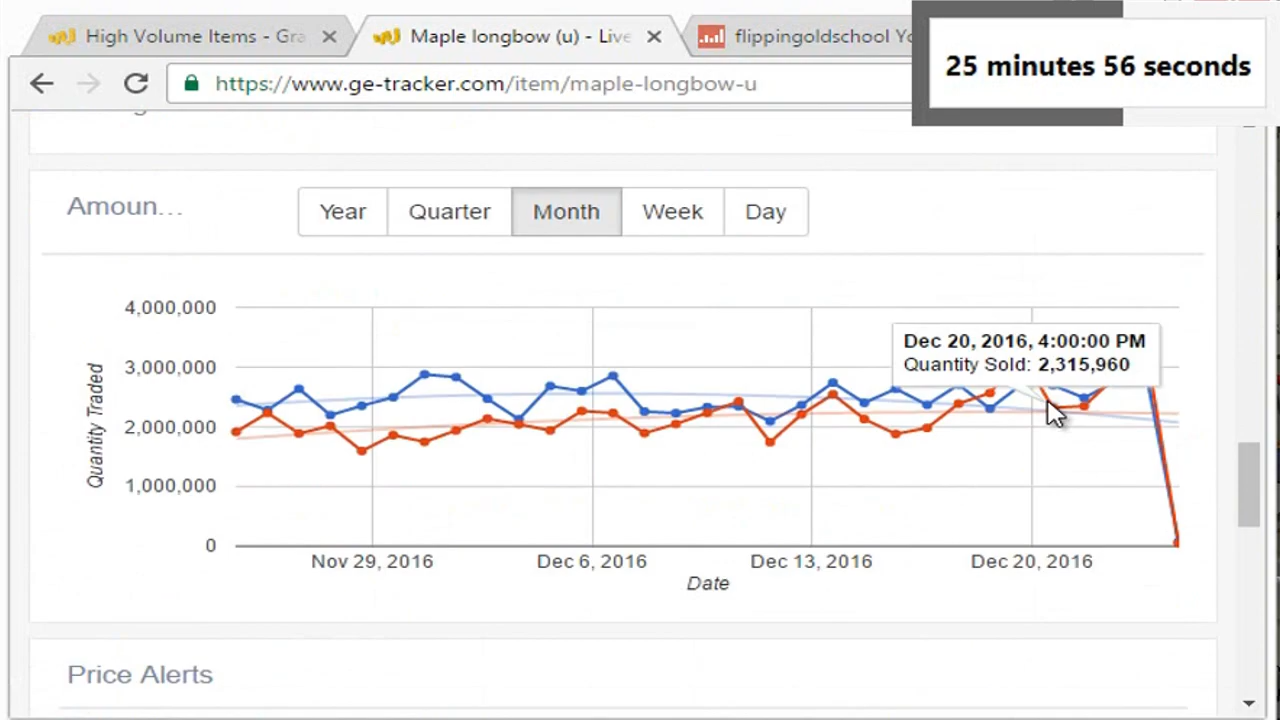 High Volume Items - Gra
Maple longbow (u) - Live
flippingoldschool Yo
25 minutes 56 seconds
https://www.ge-tracker.com/item/maple-longbow-u
Amoun...
Year
Quarter
Month
Week
Day
4,000,000
3,000,000
2,000,000
1,000,000
0
Quantity Traded
Dec 20, 2016, 4:00:00 PM
Quantity Sold: 2,315,960
Nov 29, 2016
Dec 6, 2016
Dec 13, 2016
Dec 20, 2016
Date
Price Alerts